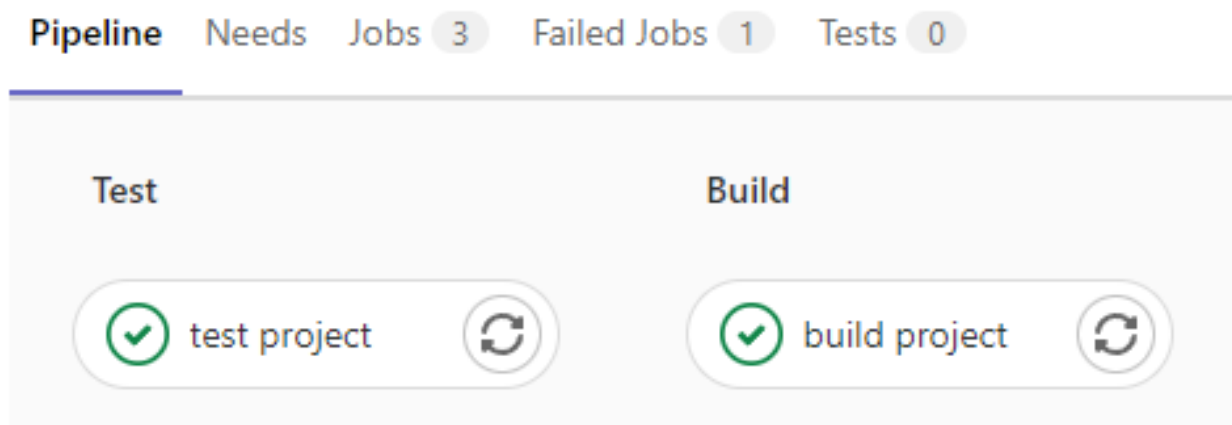 Pipeline Needs Jobs 3 Failed Jobs 1 Tests 0
Test Build
test project build project